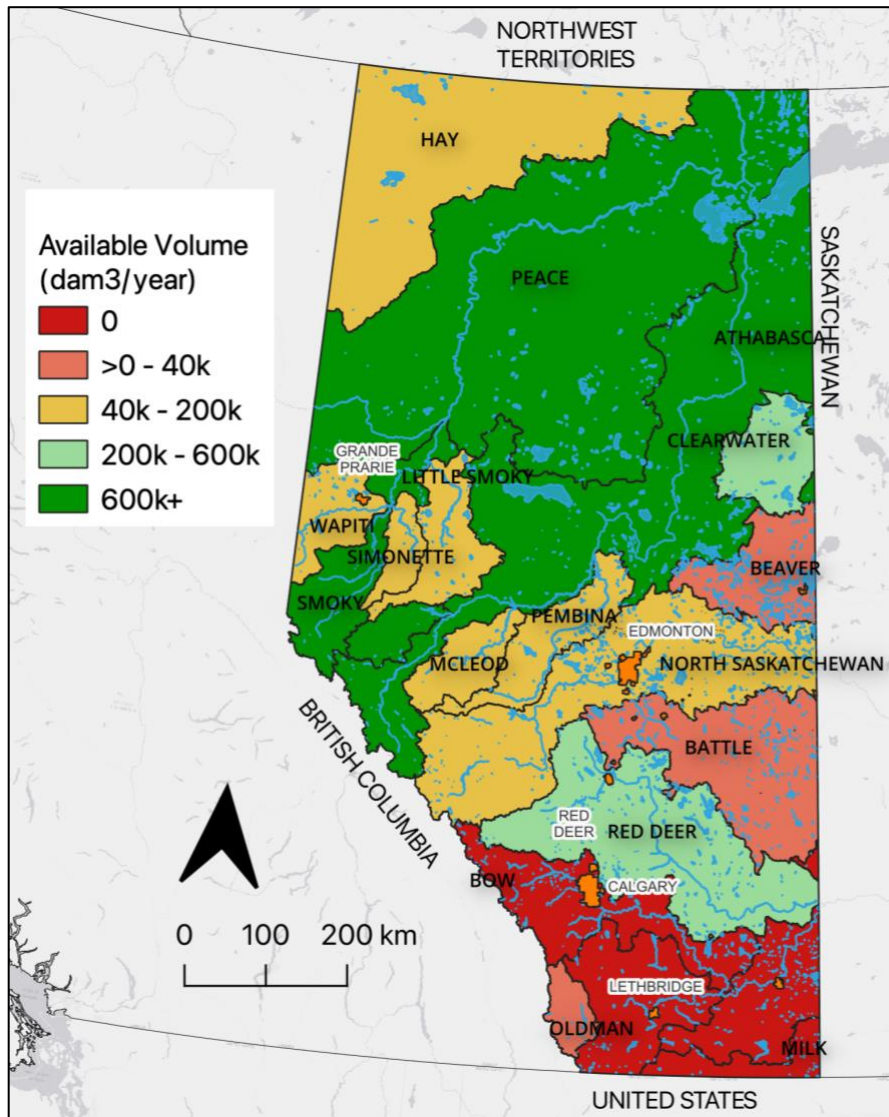 NORTHWEST
TERRITORIES
HAY
Available Volume
(dam3/year)
0
>0 - 40k
40k - 200k
200k - 600k
600k+
PEACE
SASKATCHEWAN
ATHABASCA
CLEARWATER
GRANDE
PRARIE
LITTLE SMOKY
WAPITI
SIMONETTE
BEAVER
SMOKY
PEMBINA
EDMONTON
MCLEOD
NORTH SASKATCHEWAN
BRITISH COLUMBIA
BATTLE
RED
DEER
RED DEER
BOW
CALGARY
0 100 200 km
LETHBRIDGE
OLDMAN
MILK
UNITED STATES